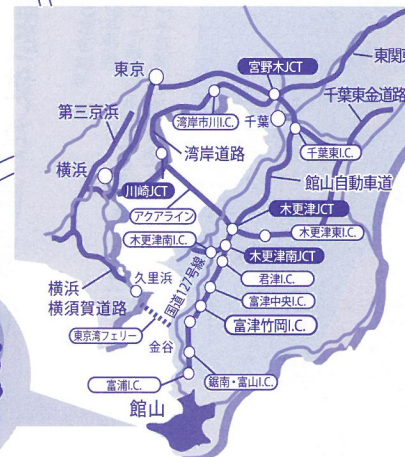 宮野木JCT
東関東
東京
千葉東金道路
第三京浜
湾岸市川I.C.
千葉
湾岸道路
千葉東I.C.
横浜
川崎JCT
館山自動車道
アクアライン
木更津JCT
木更津南I.C.
木更津東I.C.
木更津南JCT
国道127号線
君津I.C.
久里浜
横浜
横須賀道路
富津中央I.C.
富津竹岡I.C.
東京湾フェリー
金谷
富浦I.C.
鋸南・富山I.C.
館山